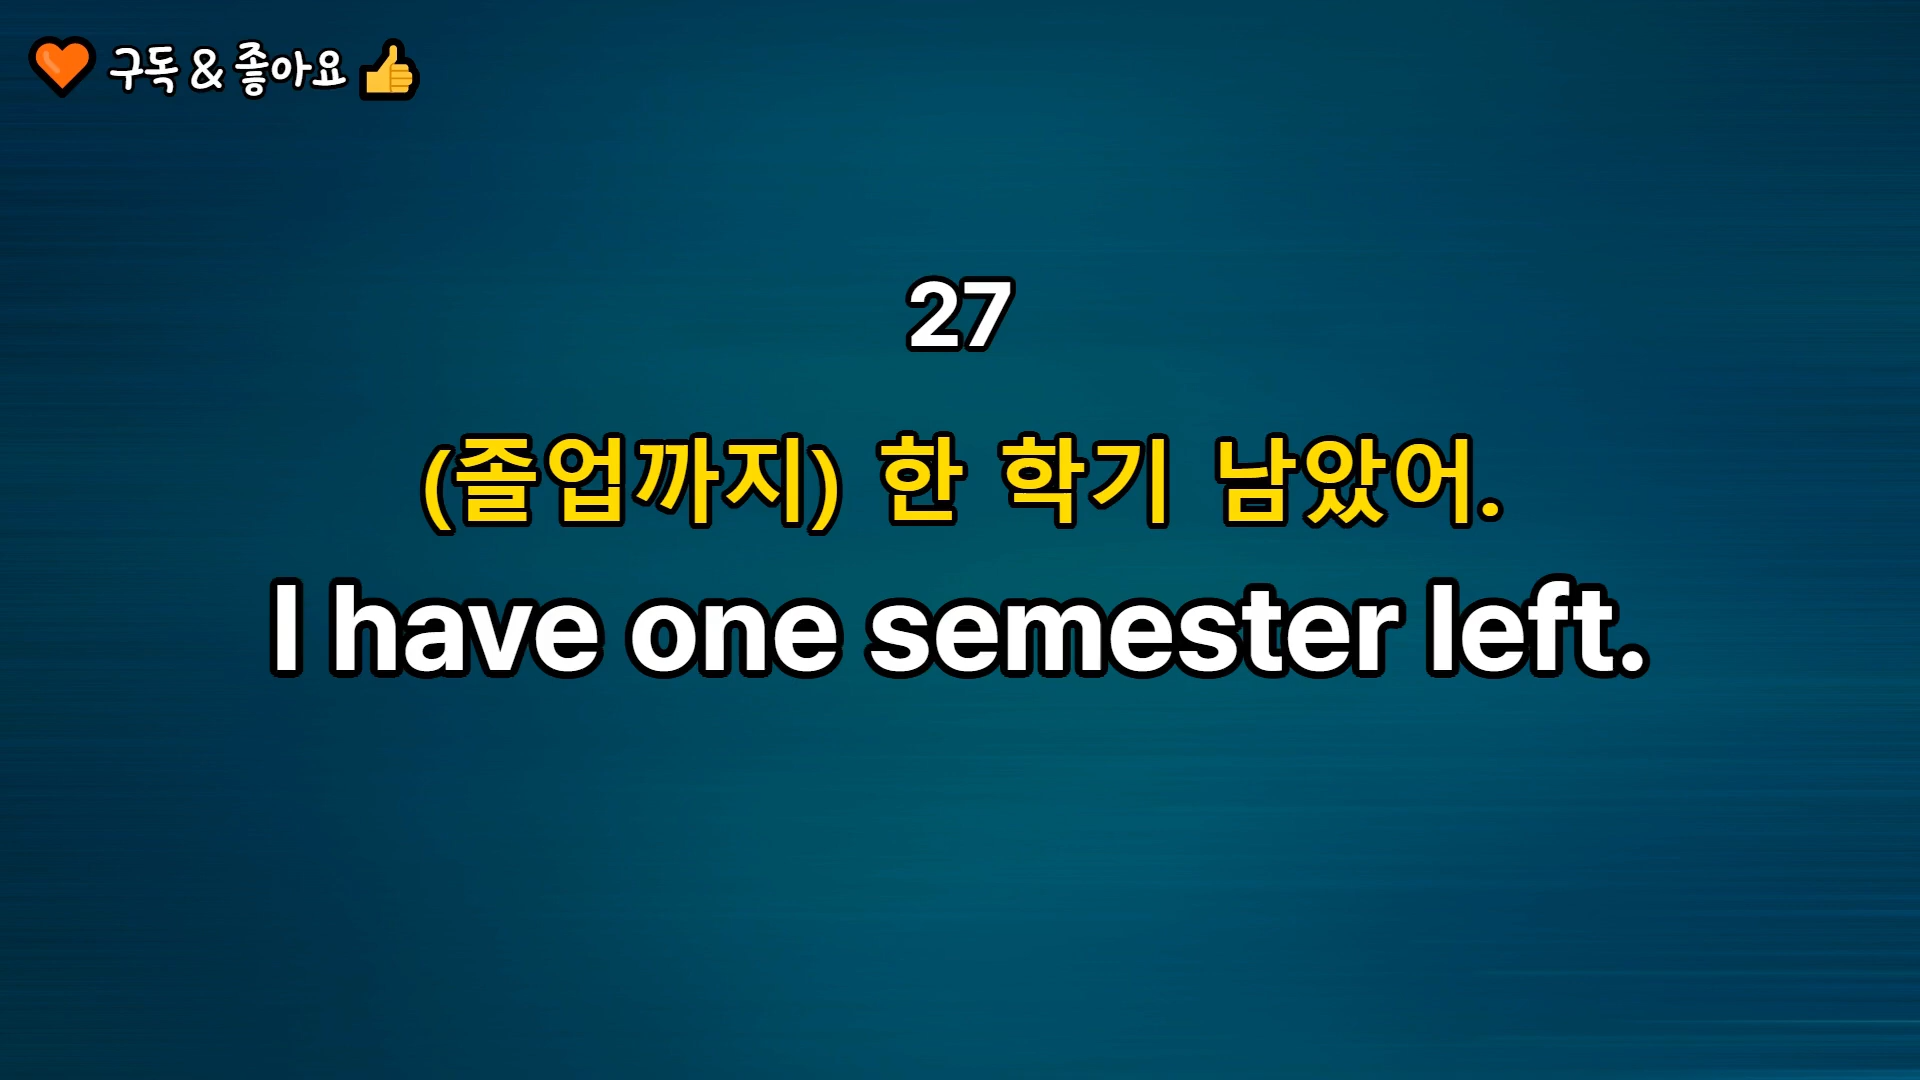 구독 & 좋아요
27
(졸업까지) 한 학기 남았어.
I have one semester left.